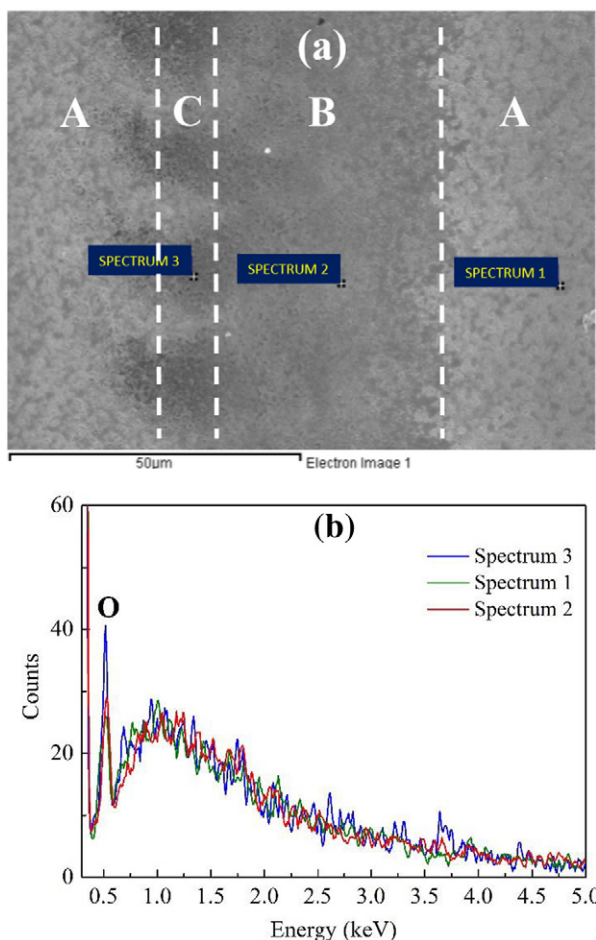 (a)
A C B A
SPECTRUM 3 SPECTRUM 2 SPECTRUM 1
50µm Electron Image 1
(b)
60
Spectrum 3
Spectrum 1
Spectrum 2
O
40
Counts
20
0
0.5 1.0 1.5 2.0 2.5 3.0 3.5 4.0 4.5 5.0
Energy (keV)